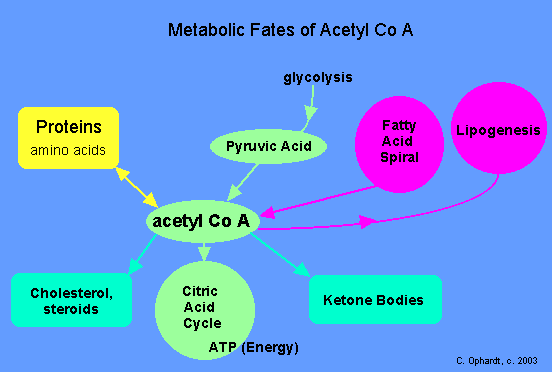 Metabolic Fates of Acetyl Co A
glycolysis
Proteins
amino acids
Pyruvic Acid
Fatty
Acid
Spiral
Lipogenesis
acetyl Co A
Cholesterol,
steroids
Citric
Acid
Cycle
ATP (Energy)
Ketone Bodies
C. Ophardt, c. 2003